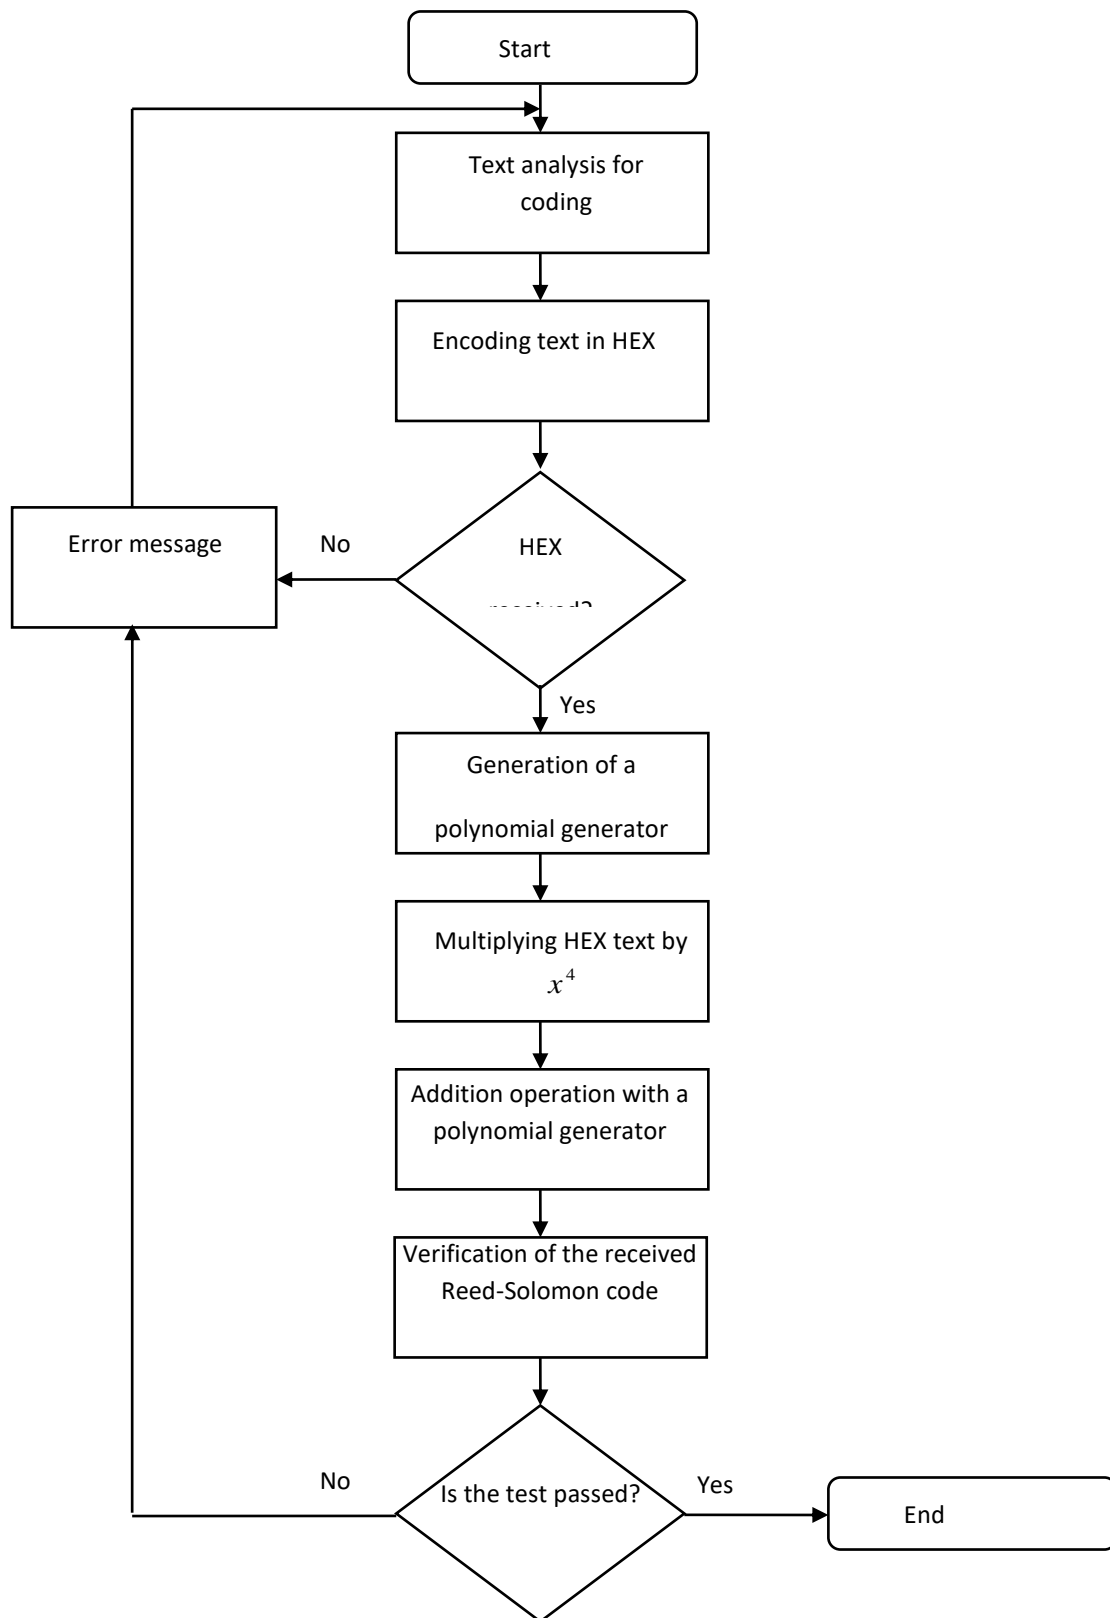 Start
Text analysis for
coding
Encoding text in HEX
Error message
No
HEX
received?
Yes
Generation of a
polynomial generator
Multiplying HEX text by
x⁴
Addition operation with a
polynomial generator
Verification of the received
Reed-Solomon code
No
Is the test passed?
Yes
End